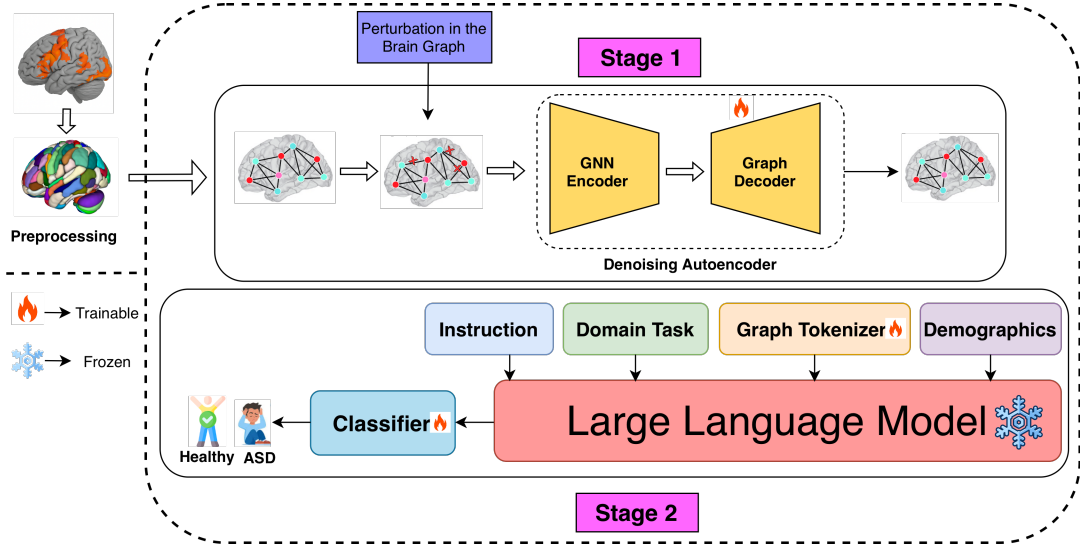 Perturbation in the
Brain Graph
Stage 1
GNN
Encoder
Graph
Decoder
Preprocessing
Denoising Autoencoder
Trainable
Frozen
Instruction
Domain Task
Graph Tokenizer
Demographics
Large Language Model
Classifier
Healthy
ASD
Stage 2